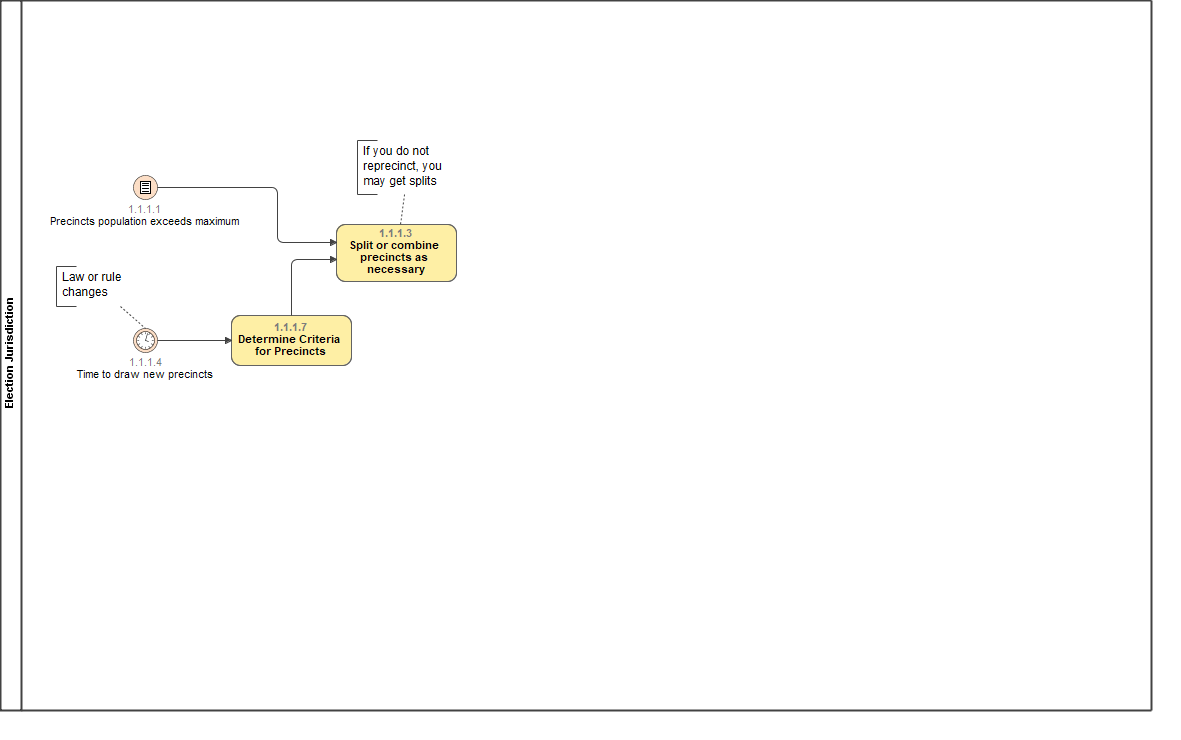 Election Jurisdiction
If you do not
reprecinct, you
may get splits
1.1.1.1
Precincts population exceeds maximum
1.1.1.3
Split or combine
precincts as
necessary
Law or rule
changes
1.1.1.7
Determine Criteria
for Precincts
1.1.1.4
Time to draw new precincts